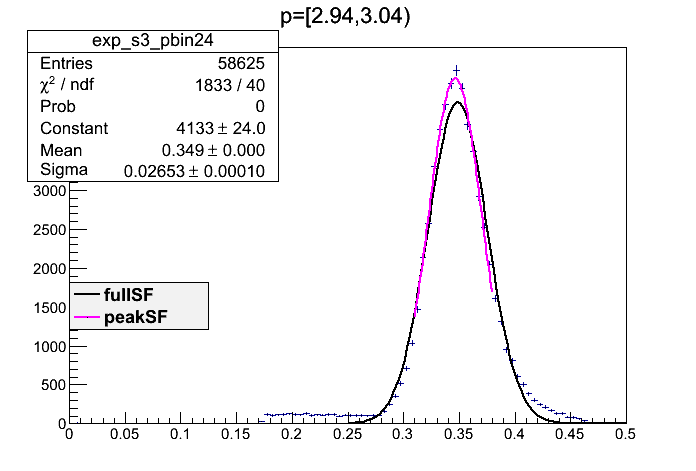 p=[2.94,3.04)
exp_s3_pbin24
Entries 58625
χ² / ndf 1833 / 40
Prob 0
Constant 4133 ± 24.0
Mean 0.349 ± 0.000
Sigma 0.02653 ± 0.00010
3000
2500
2000
1500
1000
500
0
fullSF
peakSF
0 0.05 0.1 0.15 0.2 0.25 0.3 0.35 0.4 0.45 0.5